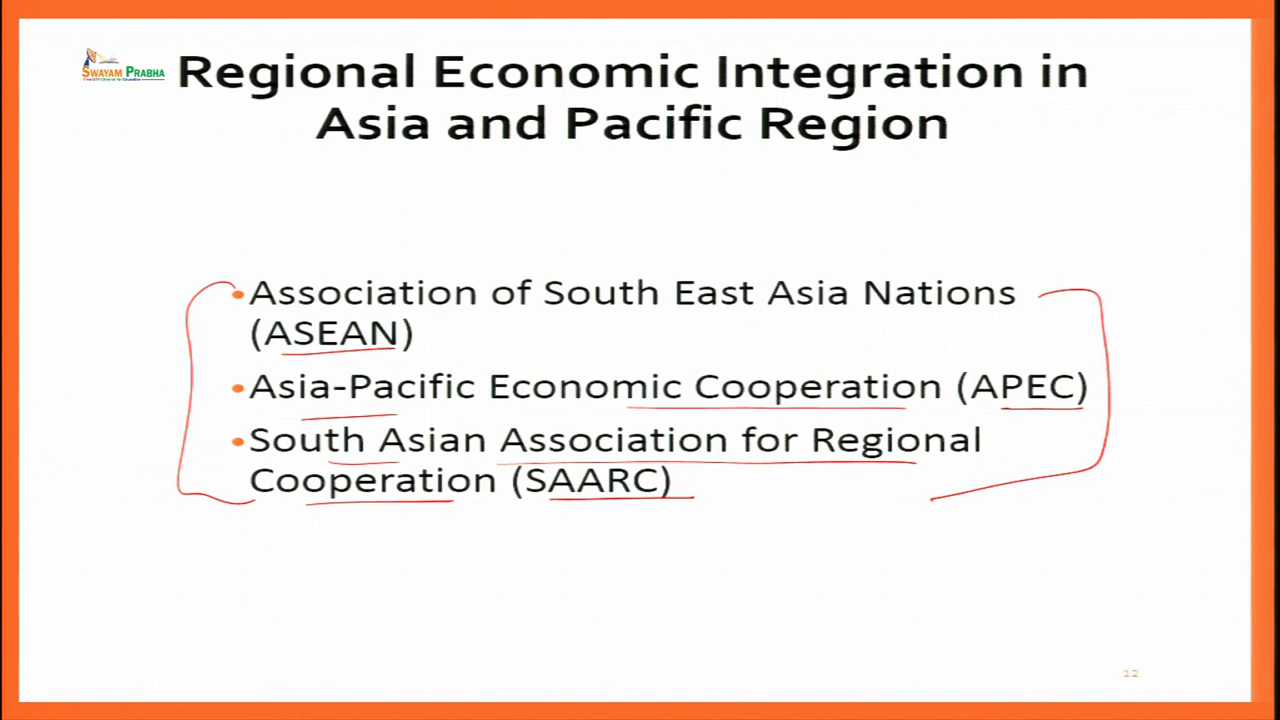 SWAYAM PRABHA
Regional Economic Integration in
Asia and Pacific Region
•Association of South East Asia Nations
(ASEAN)
•Asia-Pacific Economic Cooperation (APEC)
•South Asian Association for Regional
Cooperation (SAARC)
12